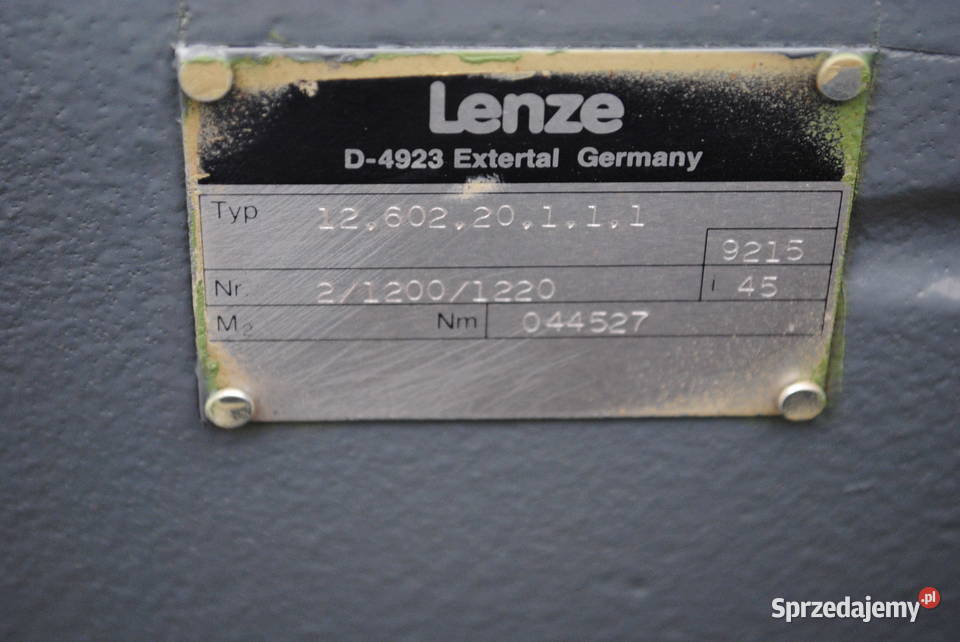 Lenze
D-4923 Extertal Germany
Typ 12.602.20.1.1.1
9215
Nr. 2/1200/1220 i 45
M2 Nm 044527
Sprzedajemy.pl